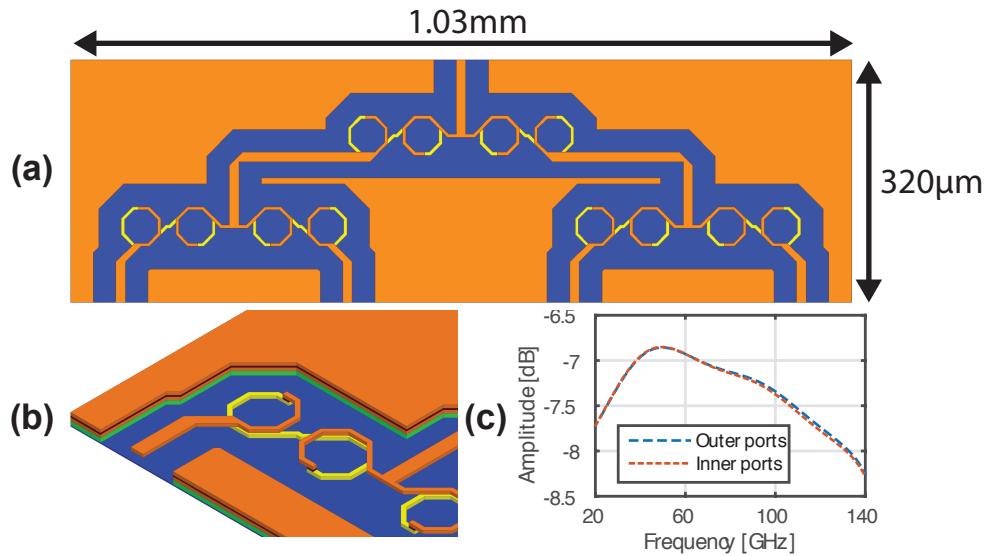 1.03mm
(a)
320µm
(b)
(c)
-6.5
-7
-7.5
-8
-8.5
Amplitude [dB]
Outer ports
Inner ports
20 60 100 140
Frequency [GHz]